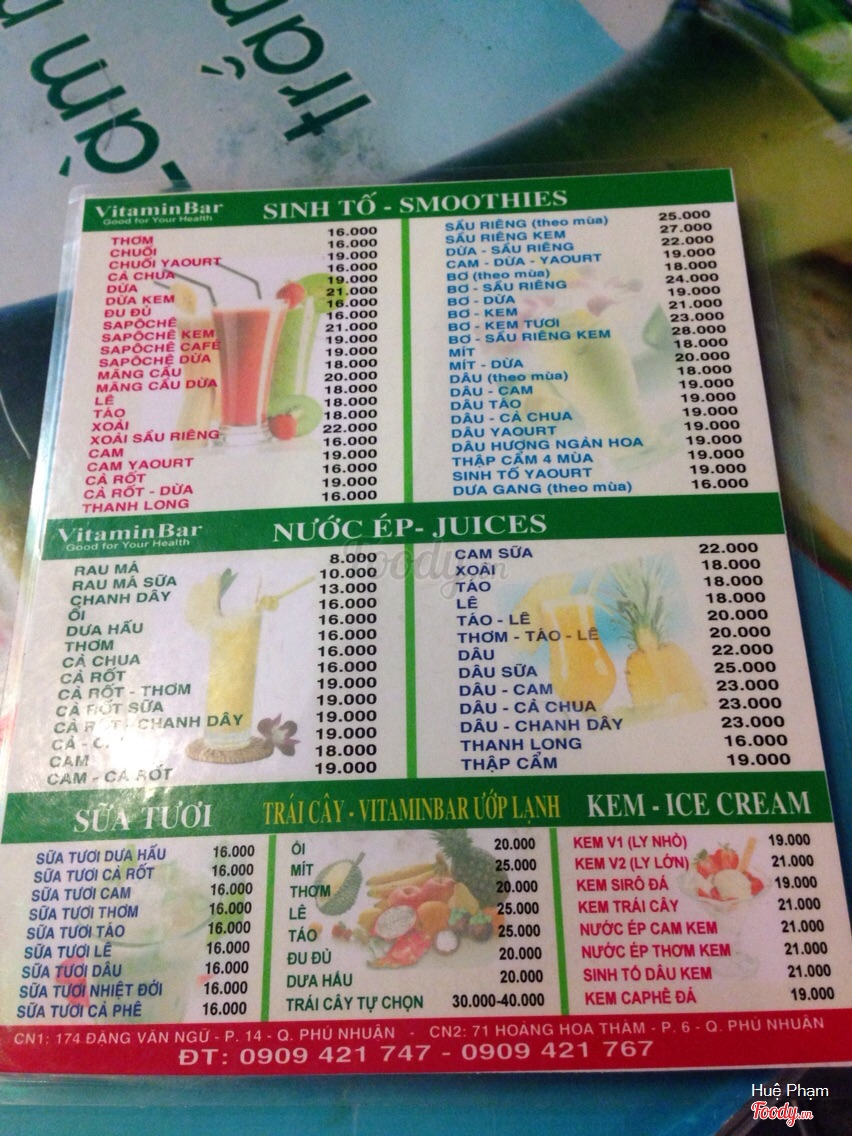 Tấm
trắn
VitaminBar
Good for Your Health
SINH TỐ - SMOOTHIES
THƠM 16.000
CHUỐI 16.000
CHUỐI YAOURT 19.000
CÀ CHUA 16.000
DỪA 19.000
DỪA KEM 21.000
ĐU ĐỦ 16.000
SAPÔCHÊ 16.000
SAPÔCHÊ KEM 21.000
SAPÔCHÊ CAFÉ 19.000
SAPÔCHÊ DỪA 19.000
MÃNG CẦU 18.000
MÃNG CẦU DỪA 20.000
LÊ 18.000
TÁO 18.000
XOÀI 18.000
XOÀI SẦU RIÊNG 22.000
CAM 16.000
CAM YAOURT 19.000
CÀ RỐT 16.000
CÀ RỐT - DỪA 19.000
THANH LONG 16.000
SẦU RIÊNG (theo mùa) 25.000
SẦU RIÊNG KEM 27.000
DỪA - SẦU RIÊNG 22.000
CAM - DỪA - YAOURT 19.000
BƠ (theo mùa) 18.000
BƠ - SẦU RIÊNG 24.000
BƠ - DỪA 19.000
BƠ - KEM 21.000
BƠ - KEM TƯƠI 23.000
BƠ - SẦU RIÊNG KEM 28.000
MÍT 18.000
MÍT - DỪA 20.000
DÂU (theo mùa) 18.000
DÂU - CAM 19.000
DÂU TÁO 19.000
DÂU - CÀ CHUA 19.000
DÂU YAOURT 19.000
DÂU HƯƠNG NGÀN HOA 19.000
THẬP CẨM 4 MÙA 19.000
SINH TỐ YAOURT 19.000
DƯA GANG (theo mùa) 16.000
VitaminBar
Good for Your Health
NƯỚC ÉP- JUICES
RAU MÁ 8.000
RAU MÁ SỮA 10.000
CHANH DÂY 13.000
ỔI 16.000
DƯA HẤU 16.000
THƠM 16.000
CÀ CHUA 16.000
CÀ RỐT 16.000
CÀ RỐT - THƠM 19.000
CÀ RỐT SỮA 19.000
CÀ RỐT - CHANH DÂY 19.000
CÀ - 19.000
CAM 18.000
CAM - CÀ RỐT 19.000
CAM SỮA 22.000
XOÀI 18.000
TÁO 18.000
LÊ 18.000
TÁO - LÊ 20.000
THƠM - TÁO - LÊ 20.000
DÂU 22.000
DÂU SỮA 25.000
DÂU - CAM 23.000
DÂU - CÀ CHUA 23.000
DÂU - CHANH DÂY 23.000
THANH LONG 16.000
THẬP CẨM 19.000
Foody.vn
SỮA TƯƠI
SỮA TƯƠI DƯA HẤU 16.000
SỮA TƯƠI CÀ RỐT 16.000
SỮA TƯƠI CAM 16.000
SỮA TƯƠI THƠM 16.000
SỮA TƯƠI TÁO 16.000
SỮA TƯƠI LÊ 16.000
SỮA TƯƠI DÂU 16.000
SỮA TƯƠI NHIỆT ĐỚI 16.000
SỮA TƯƠI CÀ PHÊ 16.000
TRÁI CÂY - VITAMINBAR ƯỚP LẠNH
ỔI 20.000
MÍT 25.000
THƠM 20.000
LÊ 25.000
TÁO 25.000
ĐU ĐỦ 20.000
DƯA HẤU 20.000
TRÁI CÂY TỰ CHỌN 30.000-40.000
KEM - ICE CREAM
KEM V1 (LY NHỎ) 19.000
KEM V2 (LY LỚN) 21.000
KEM SIRÔ ĐÁ 19.000
KEM TRÁI CÂY 21.000
NƯỚC ÉP CAM KEM 21.000
NƯỚC ÉP THƠM KEM 21.000
SINH TỐ DÂU KEM 21.000
KEM CAPHÊ ĐÁ 19.000
CN1: 174 ĐẶNG VĂN NGỮ - P. 14 - Q. PHÚ NHUẬN - CN2: 71 HOÀNG HOA THÁM - P. 6 - Q. PHÚ NHUẬN
ĐT: 0909 421 747 - 0909 421 767
Huệ Phạm
Foody.vn